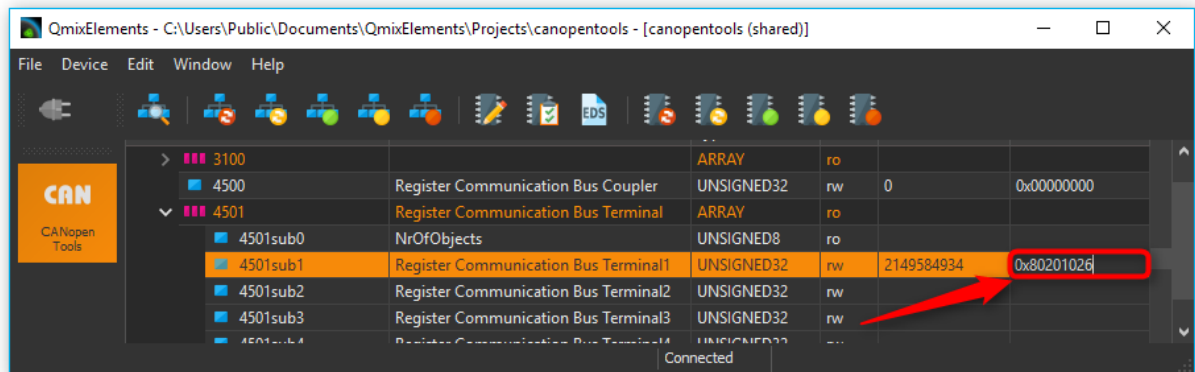 QmixElements - C:\Users\Public\Documents\QmixElements\Projects\canopentools - [canopentools (shared)]
File Device Edit Window Help
EDS
3100 ARRAY ro
CAN
CANopen
Tools
4500 Register Communication Bus Coupler UNSIGNED32 rw 0 0x00000000
4501 Register Communication Bus Terminal ARRAY ro
4501sub0 NrOfObjects UNSIGNED8 ro
4501sub1 Register Communication Bus Terminal1 UNSIGNED32 rw 2149584934 0x80201026
4501sub2 Register Communication Bus Terminal2 UNSIGNED32 rw
4501sub3 Register Communication Bus Terminal3 UNSIGNED32 rw
Connected